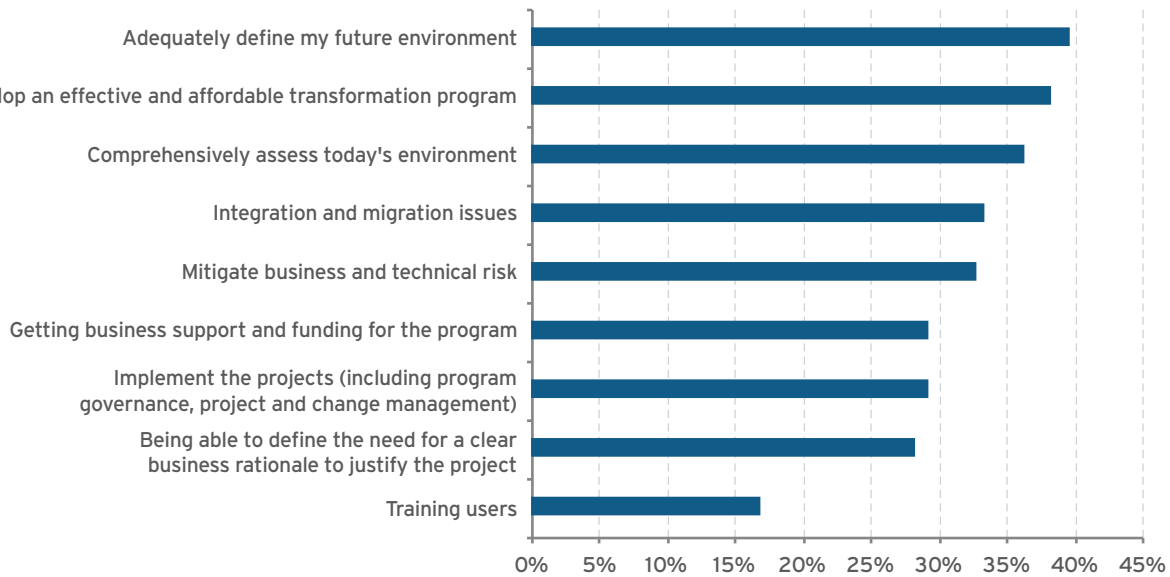 Adequately define my future environment
lop an effective and affordable transformation program
Comprehensively assess today's environment
Integration and migration issues
Mitigate business and technical risk
Getting business support and funding for the program
Implement the projects (including program
governance, project and change management)
Being able to define the need for a clear
business rationale to justify the project
Training users
0% 5% 10% 15% 20% 25% 30% 35% 40% 45%